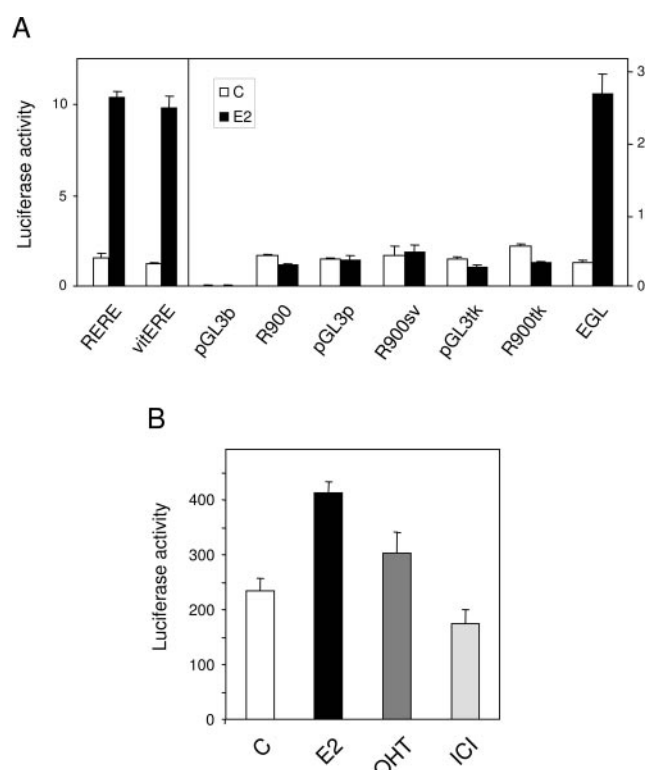 A
Luciferase activity
10
5
0
C
E2
3
2
1
0
RERE
vitERE
pGL3b
R900
pGL3p
R900sv
pGL3tk
R900tk
EGL
B
Luciferase activity
400
300
200
100
0
C
E2
OHT
ICI